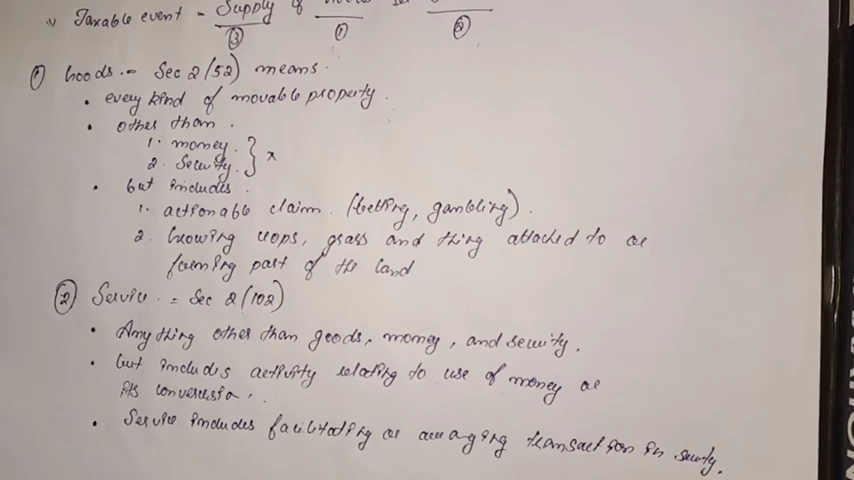 Taxable event = Supply of
③ ① ②
① Goods :- Sec 2(52) means.
• every kind of movable property.
• other than.
1. money.
2. Security. } x
• but includes.
1. actionable claim. (betting, gambling).
2. Growing crops, grass and thing attached to or
forming part of the land
② Service := Sec 2(102)
• Anything other than goods, money, and security.
• but includes activity relating to use of money or
its conversion.
• Service includes facilitating or arranging transaction in security.